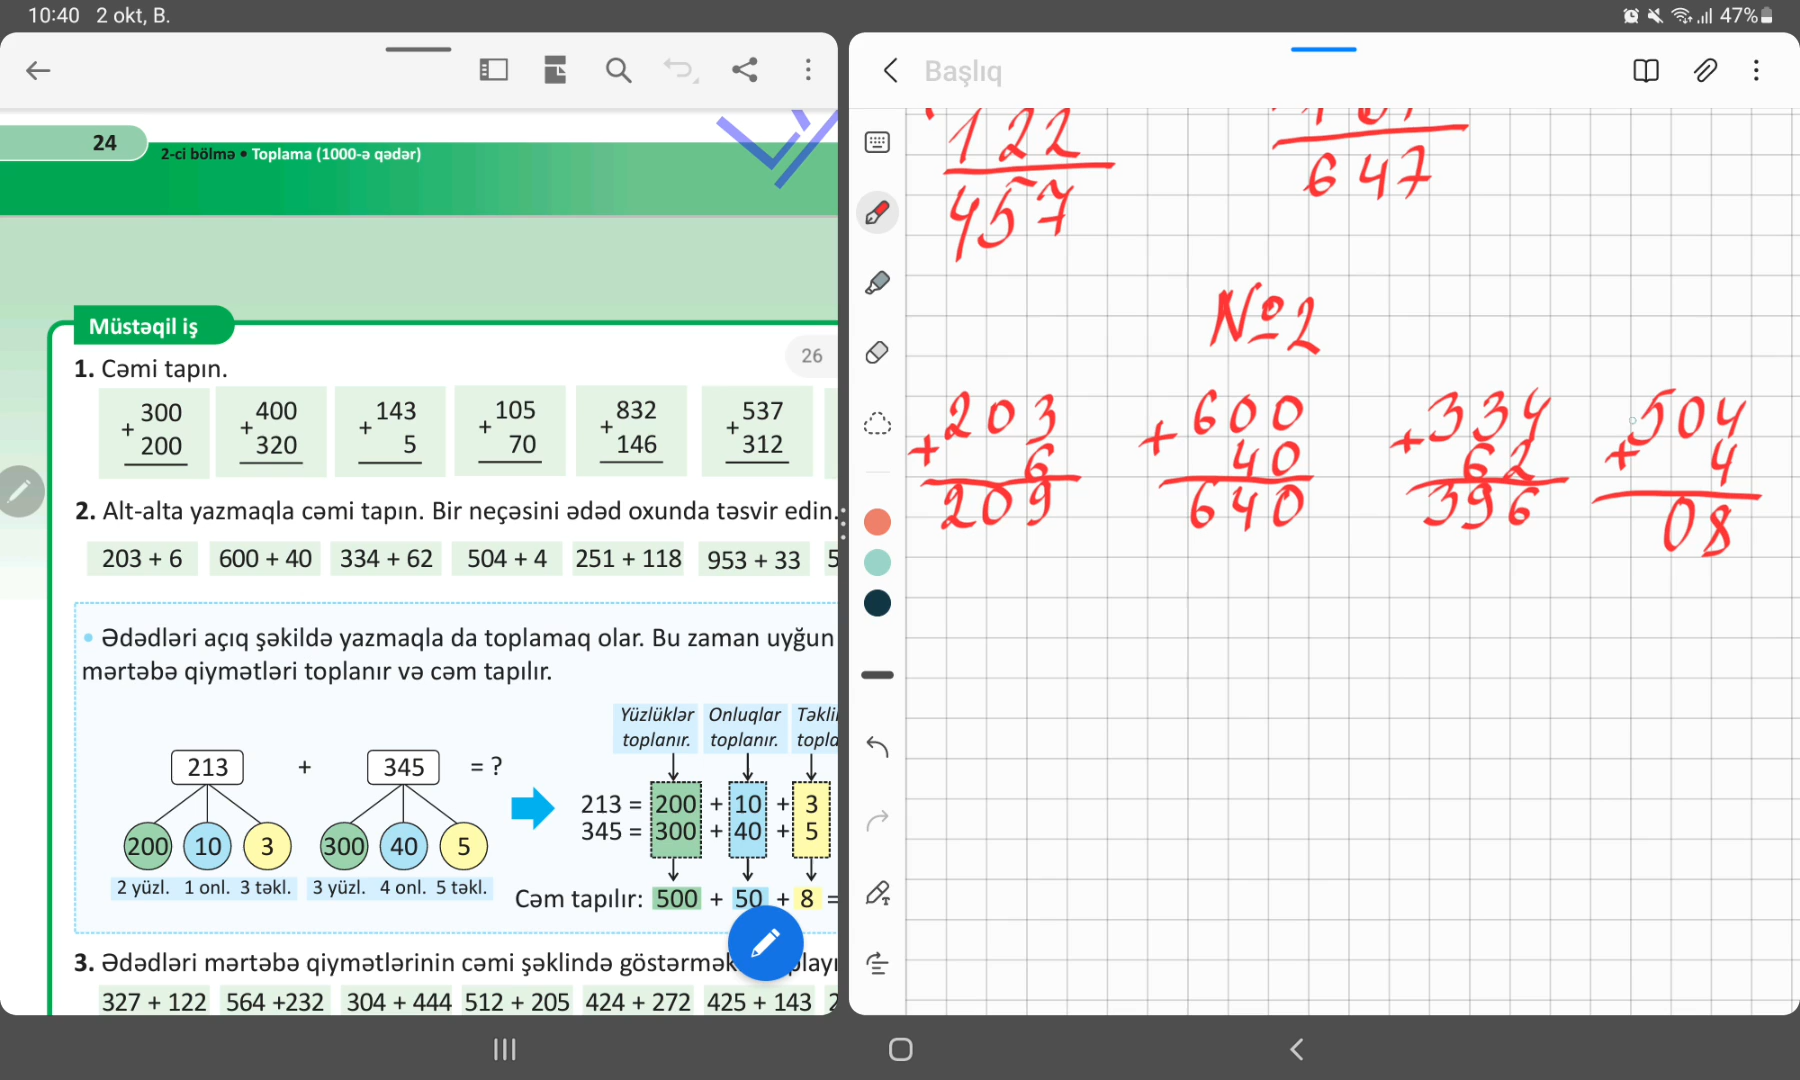 10:40 2 okt, B.
47%
24
2-ci bölmə • Toplama (1000-ə qədər)
Müstəqil iş
26
1. Cəmi tapın.
300 + 200
400 + 320
143 + 5
105 + 70
832 + 146
537 + 312
2. Alt-alta yazmaqla cəmi tapın. Bir neçəsini ədəd oxunda təsvir edin.
203 + 6 600 + 40 334 + 62 504 + 4 251 + 118 953 + 33 5
• Ədədləri açıq şəkildə yazmaqla da toplamaq olar. Bu zaman uyğun
mərtəbə qiymətləri toplanır və cəm tapılır.
Yüzlüklər Onluqlar
toplanır. toplanır.
213 + 345 = ?
200 10 3 300 40 5
2 yüzl. 1 onl. 3 təkl. 3 yüzl. 4 onl. 5 təkl.
213 = 200 + 10 + 3
345 = 300 + 40 + 5
Cəm tapılır: 500 + 50 + 8 =
3. Ədədləri mərtəbə qiymətlərinin cəmi şəklində göstərmək
327 + 122 564 +232 304 + 444 512 + 205 424 + 272 425 + 143 2
Başlıq
122
457
647
№2
203 + 6 209
600 + 40 640
334 + 62 396
504 + 4 08